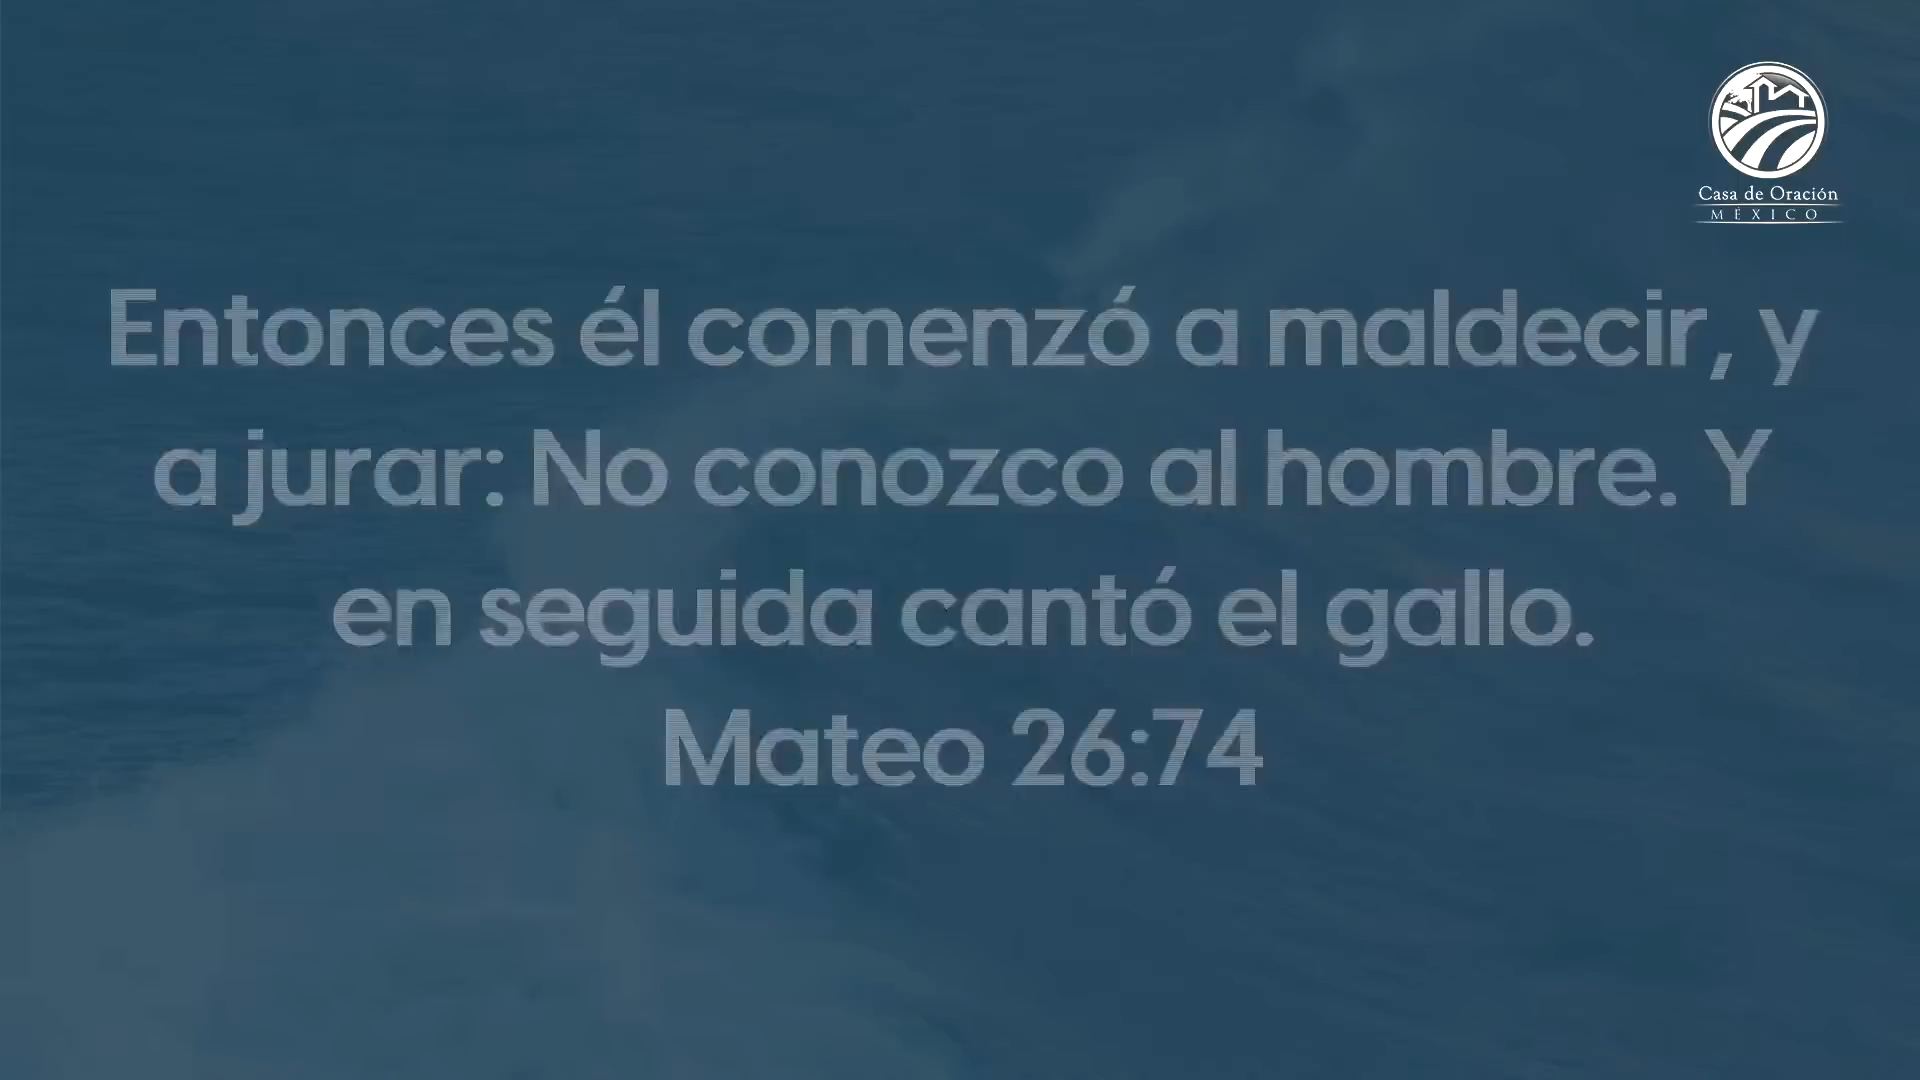 Casa de Oración
MÉXICO
Entonces él comenzó a maldecir, y
a jurar: No conozco al hombre. Y
en seguida cantó el gallo.
Mateo 26:74